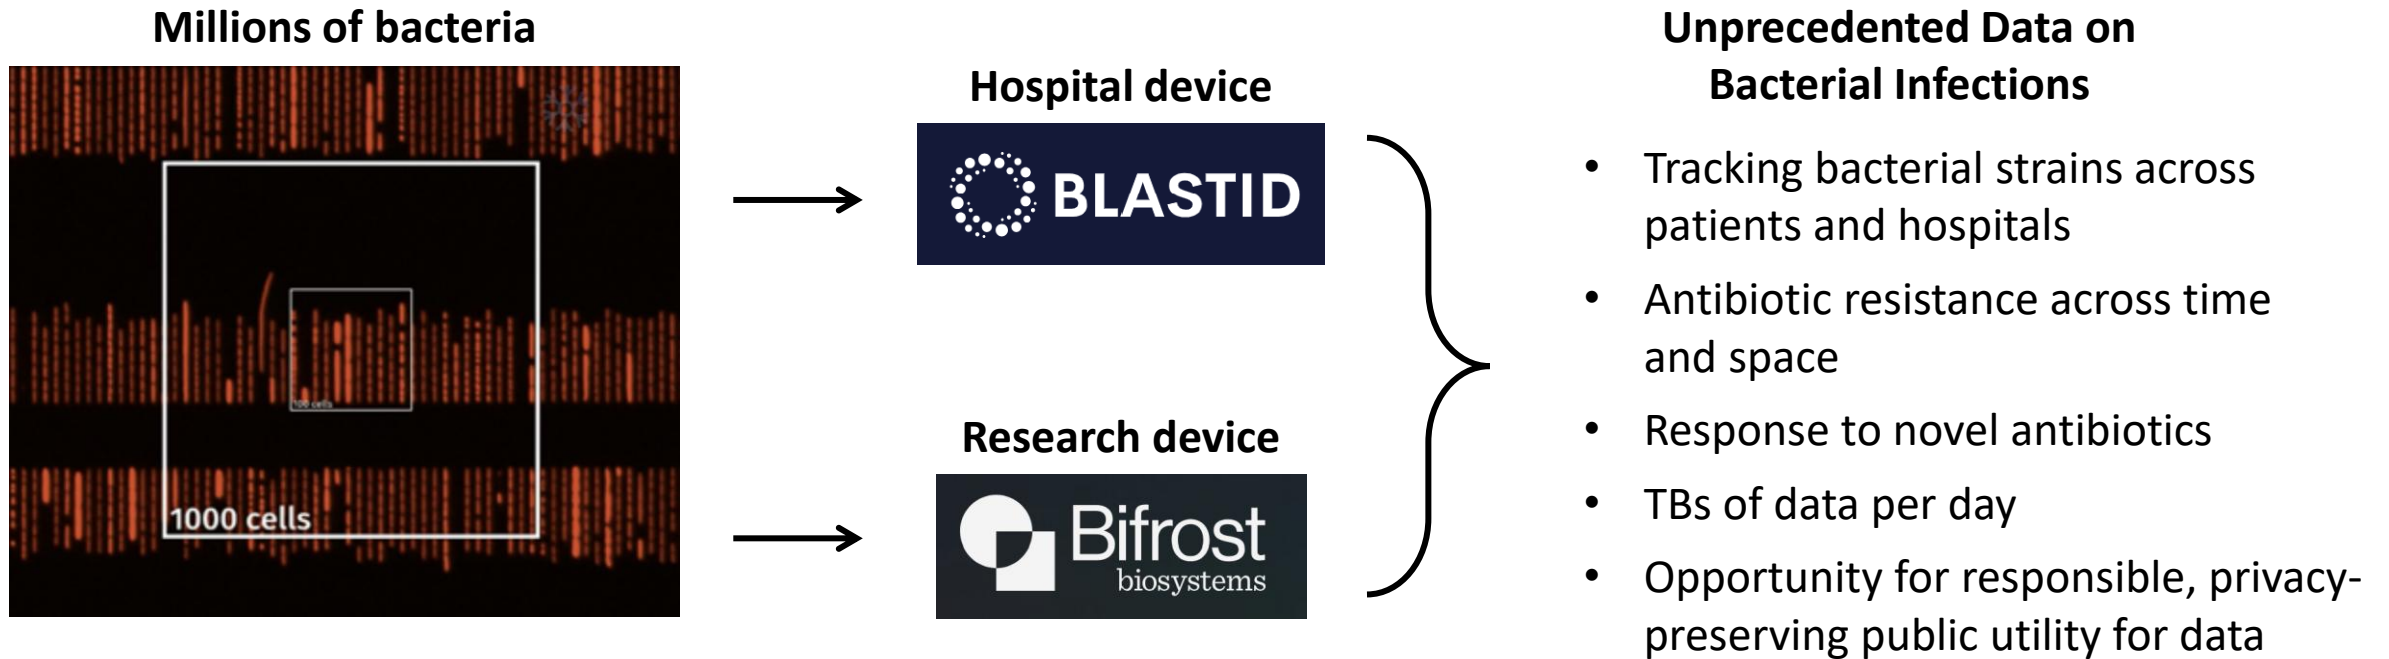 Millions of bacteria
100 cells
1000 cells
Hospital device
BLASTID
Research device
Bifrost
biosystems
Unprecedented Data on
Bacterial Infections
• Tracking bacterial strains across
patients and hospitals
• Antibiotic resistance across time
and space
• Response to novel antibiotics
• TBs of data per day
• Opportunity for responsible, privacy-
preserving public utility for data